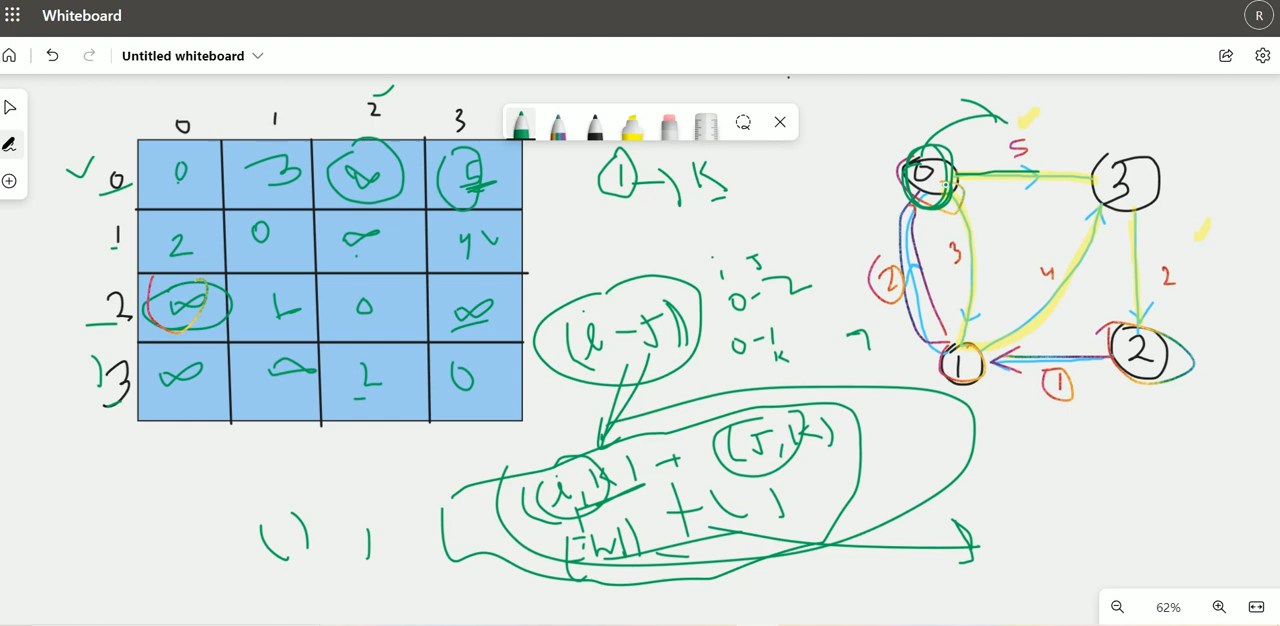 Whiteboard
R
Untitled whiteboard
0 1 2 3
0 0 3 ∞
1 2 0 ∞ 4
2 ∞ 1 0 ∞
3 ∞ ∞ 2 0
1 → K
i J
0 - 2
0 - 1
K
7
(i - J)
(i, K) + (J, K)
+ ( )
( ) ,
0 5 3
3 4 2
2
1 1 2
62%